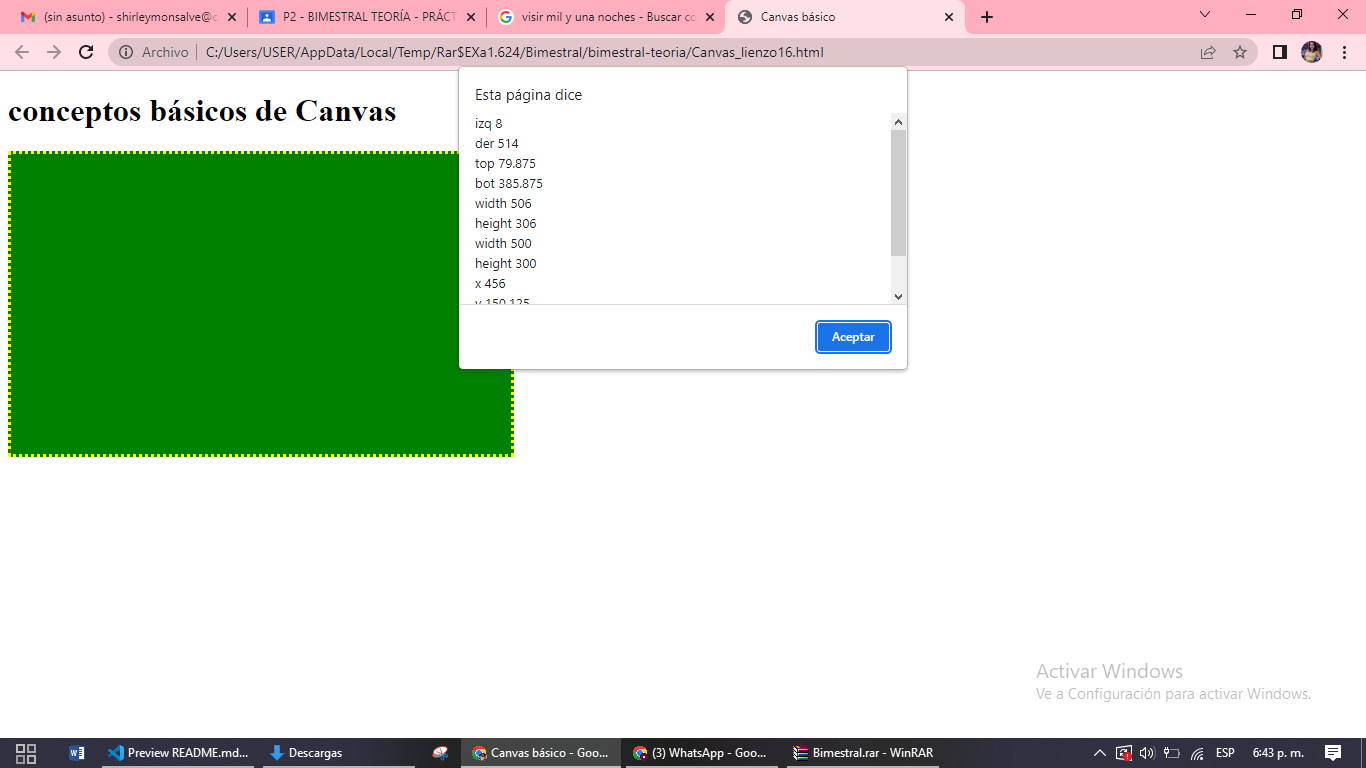 (sin asunto) - shirleymonsalve@c
P2 - BIMESTRAL TEORÍA - PRÁCT
visir mil y una noches - Buscar co
Canvas básico
Archivo
C:/Users/USER/AppData/Local/Temp/Rar$EXa1.624/Bimestral/bimestral-teoria/Canvas_lienzo16.html
conceptos básicos de Canvas
Esta página dice
izq 8
der 514
top 79.875
bot 385.875
width 506
height 306
width 500
height 300
x 456
y 150.125
Aceptar
Activar Windows
Ve a Configuración para activar Windows.
Preview README.md...
Descargas
Canvas básico - Goo...
(3) WhatsApp - Goo...
Bimestral.rar - WinRAR
ESP
6:43 p. m.